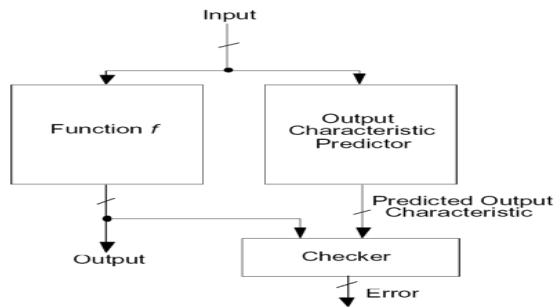 Input
Function f
Output
Characteristic
Predictor
Predicted Output
Characteristic
Output
Checker
Error